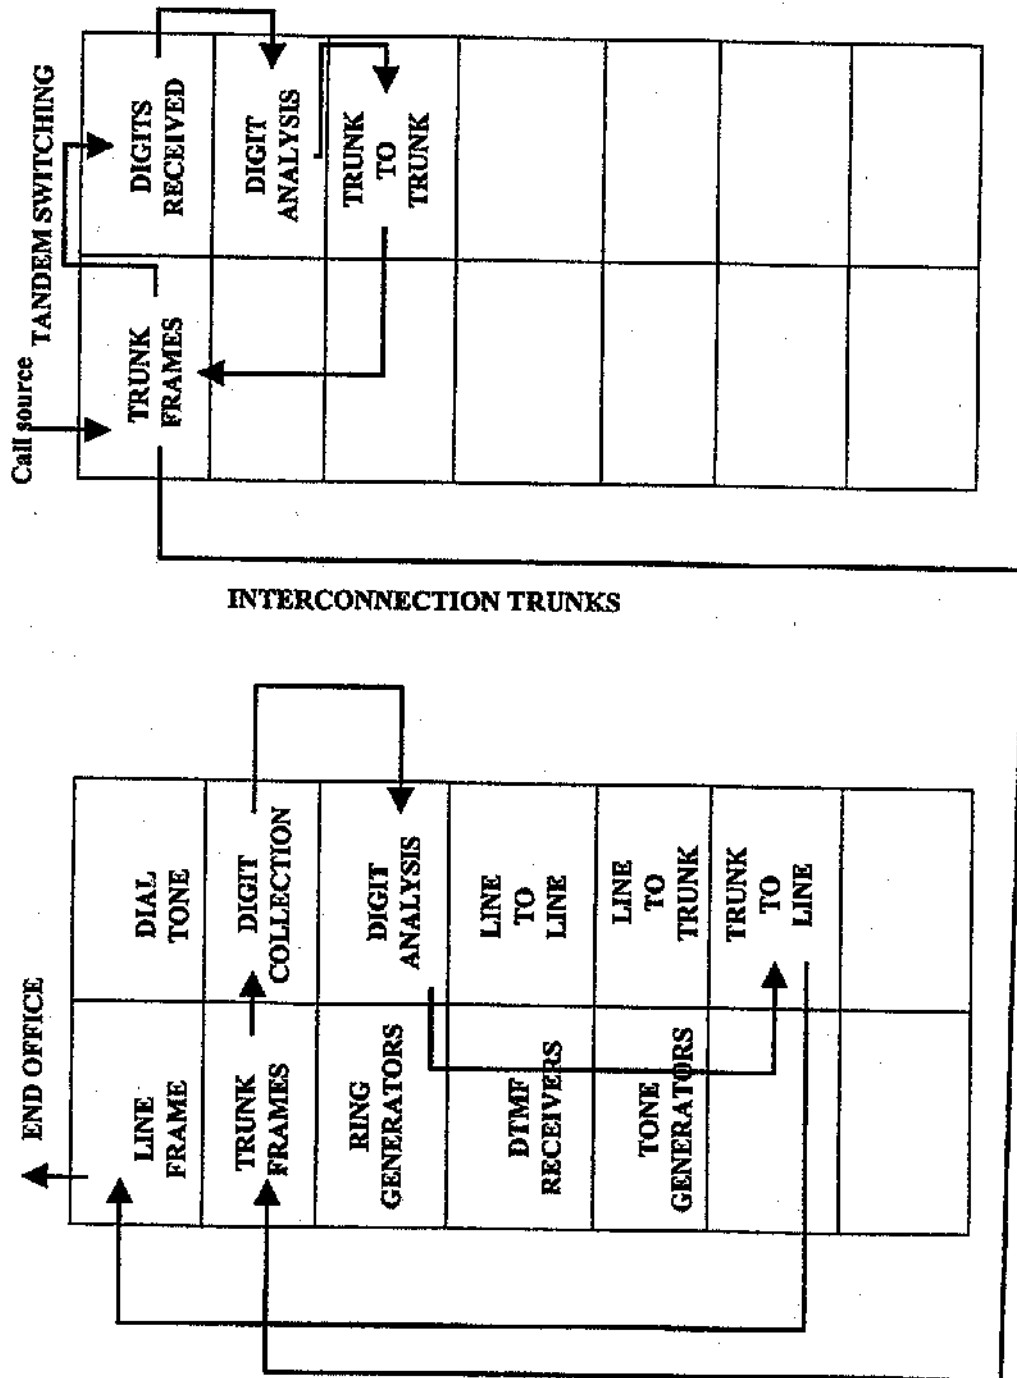 Call source
TANDEM SWITCHING
TRUNK
FRAMES
DIGITS
RECEIVED
DIGIT
ANALYSIS
TRUNK
TO
TRUNK
INTERCONNECTION TRUNKS
END OFFICE
LINE
FRAME
DIAL
TONE
TRUNK
FRAMES
DIGIT
COLLECTION
RING
GENERATORS
DIGIT
ANALYSIS
DTMF
RECEIVERS
LINE
TO
LINE
TONE
GENERATORS
LINE
TO
TRUNK
TRUNK
TO
LINE